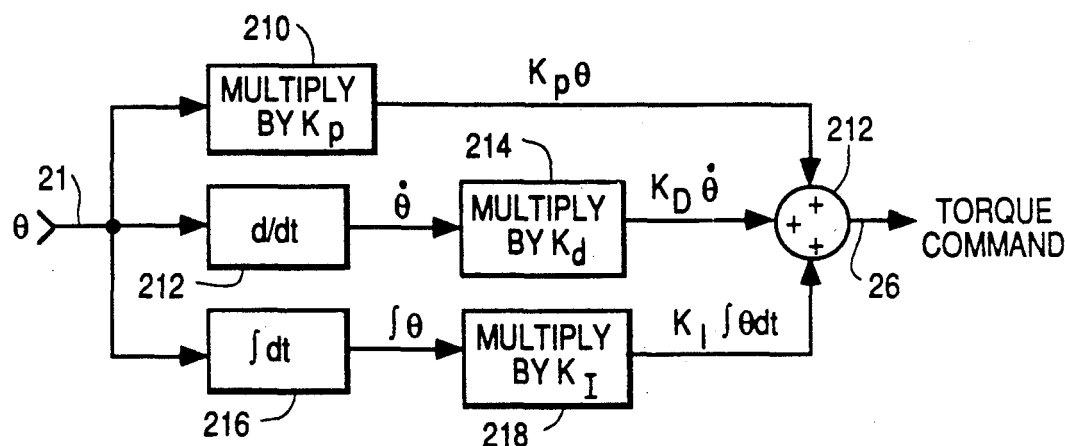 210
MULTIPLY
BY Kp
Kpθ
21
θ
d/dt
212
θ̇
214
MULTIPLY
BY Kd
KD θ̇
212
+
+
+
26
TORQUE
COMMAND
∫dt
216
∫θ
MULTIPLY
BY KI
218
KI ∫θdt